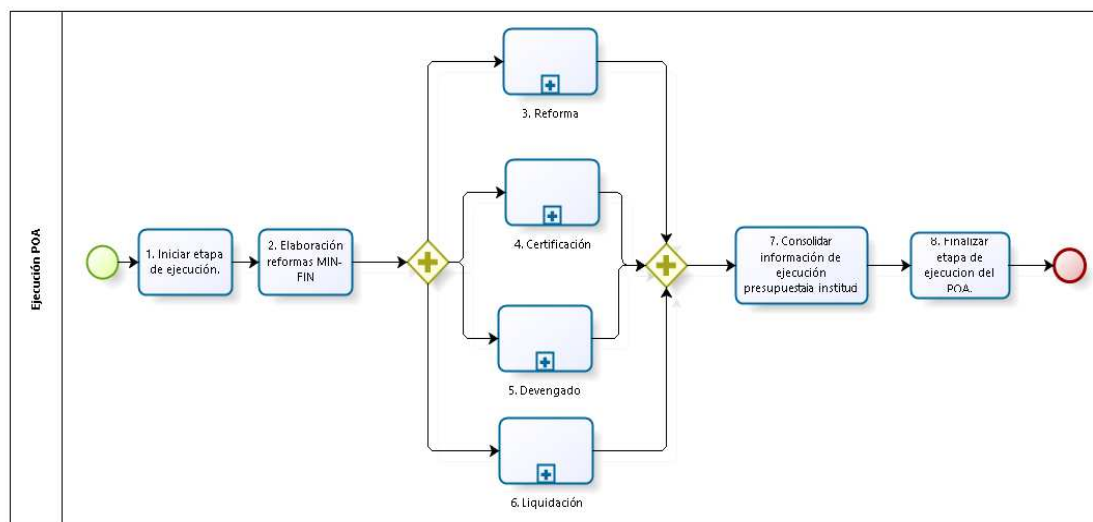 Ejecución POA
1. Iniciar etapa
de ejecución.
2. Elaboración
reformas MIN-
FIN
3. Reforma
4. Certificación
5. Devengado
6. Liquidación
7. Consolidar
información de
ejecución
presupuestaia instituci
8. Finalizar
etapa de
ejecucion del
POA.